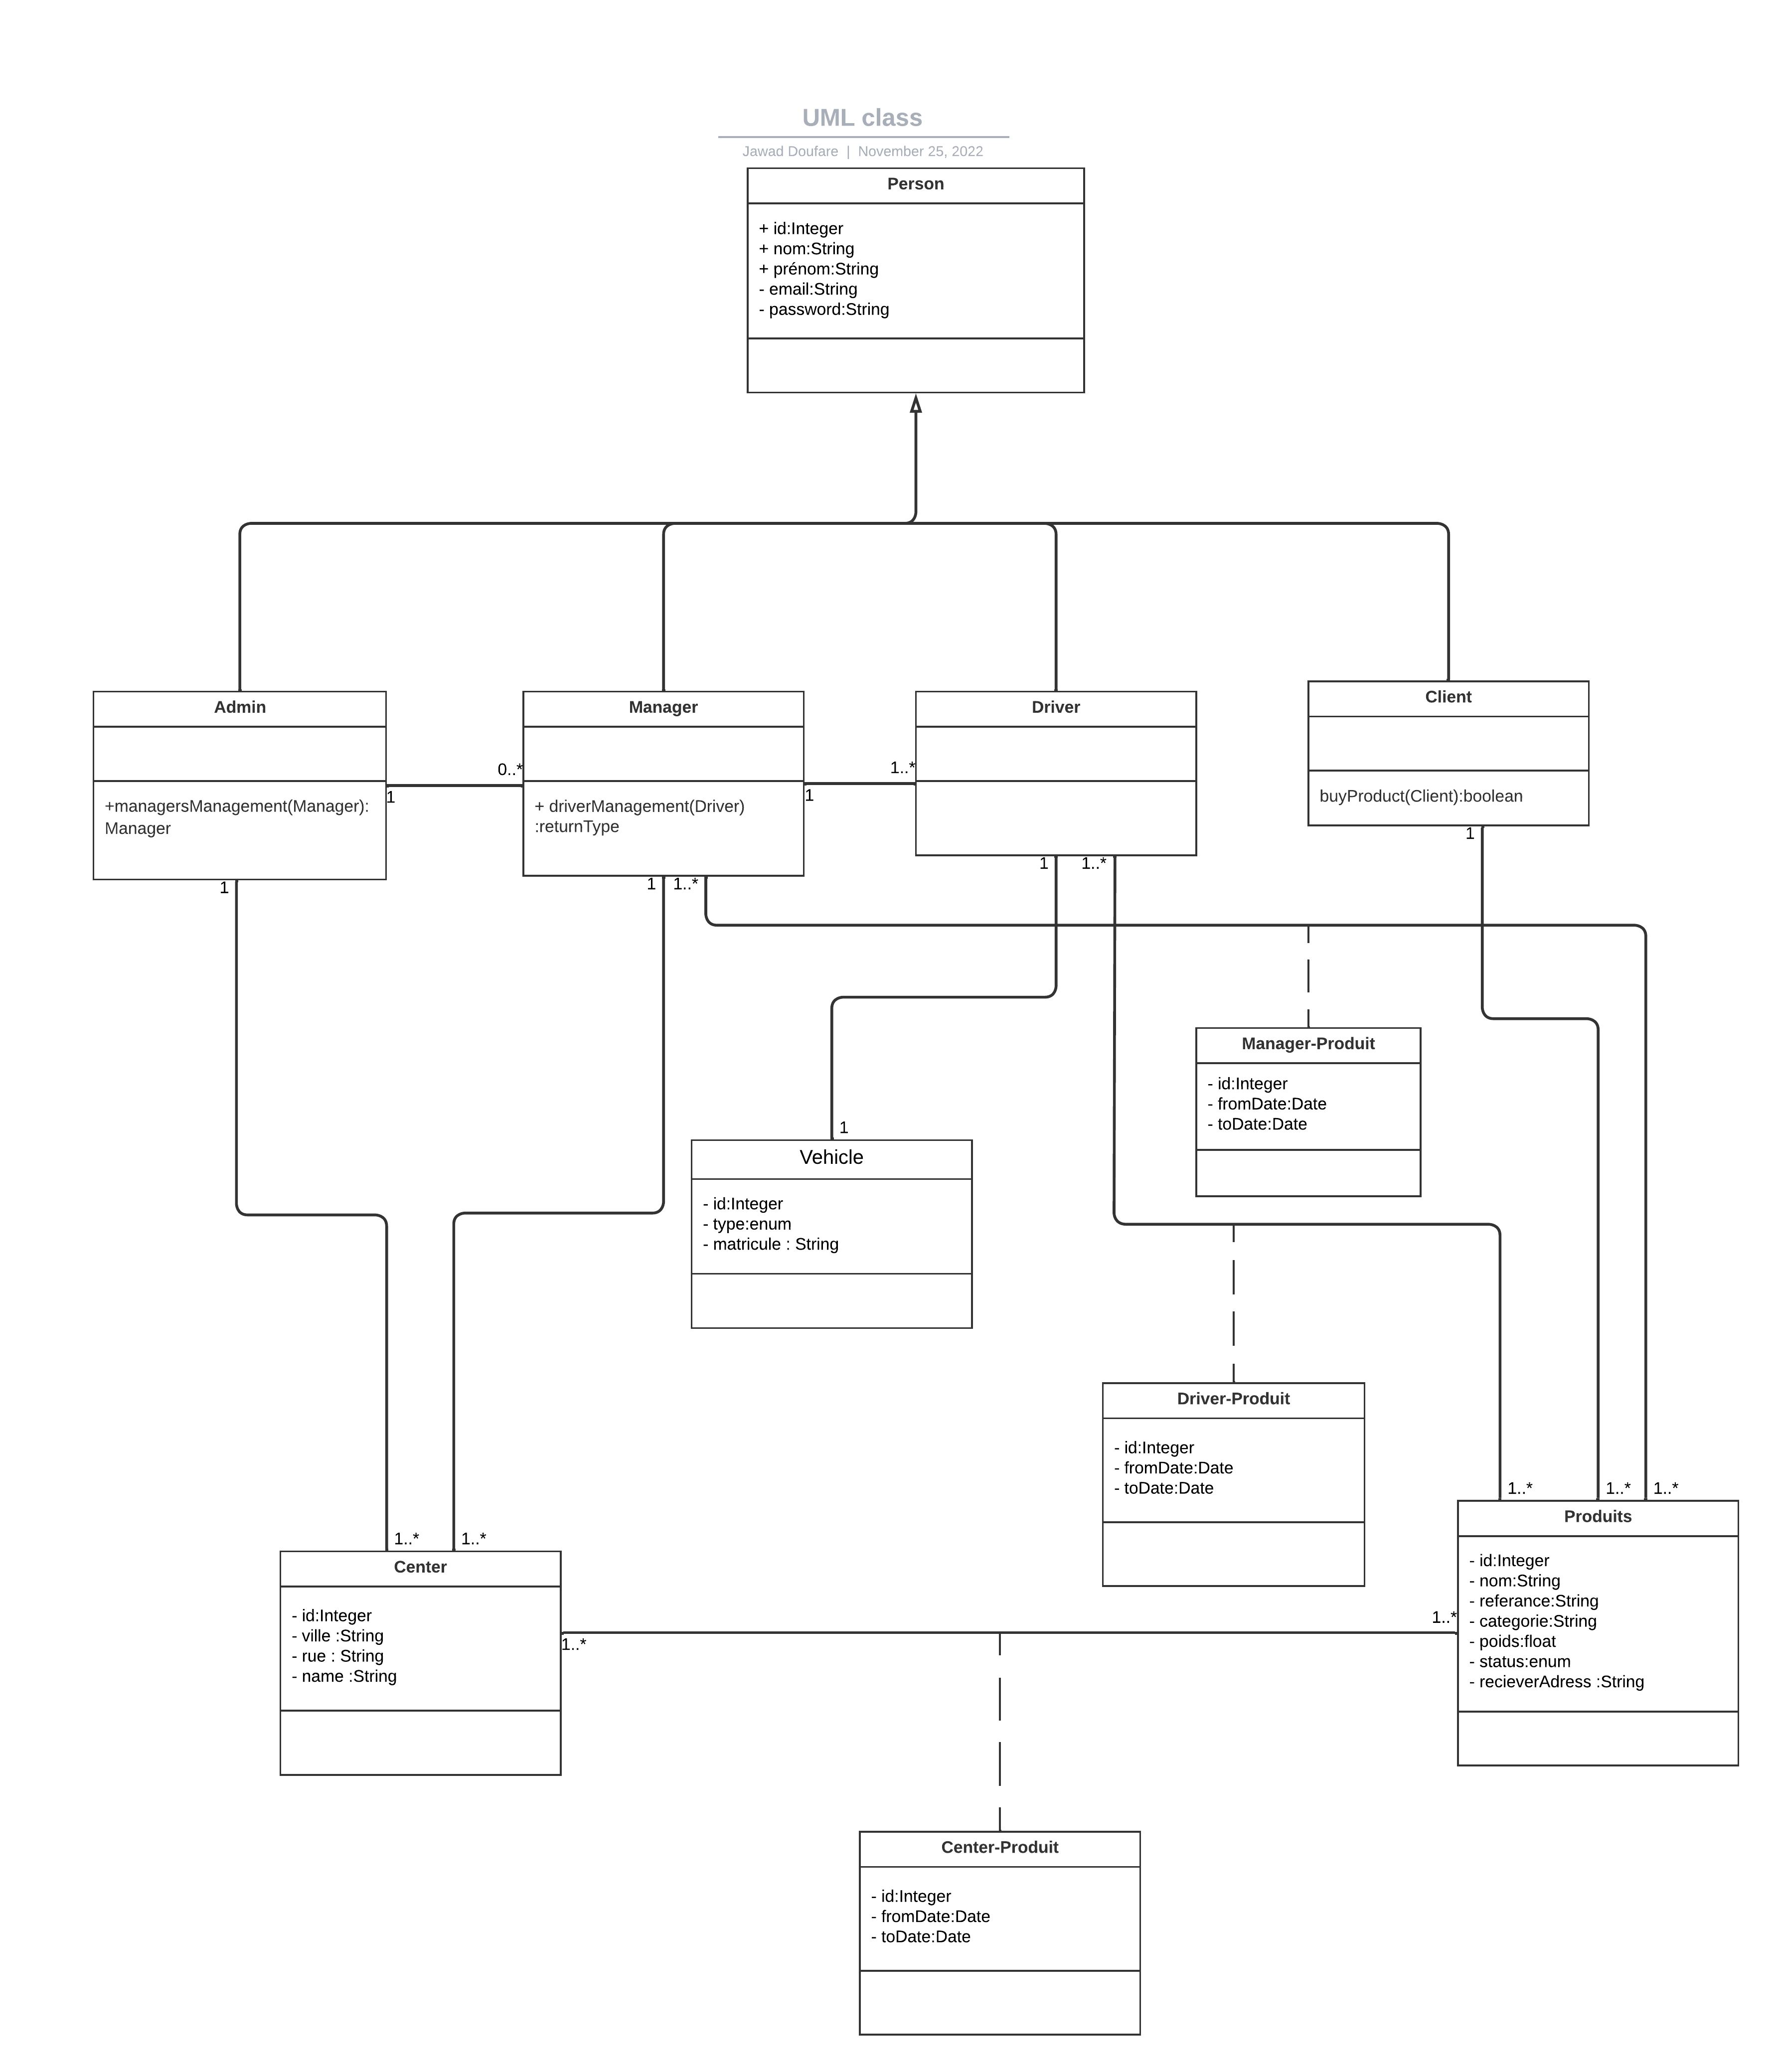 UML class
Jawad Doufare | November 25, 2022
Person
+ id:Integer
+ nom:String
+ prénom:String
- email:String
- password:String
Admin
+managersManagement(Manager):
Manager
1
0..*
1
Manager
+ driverManagement(Driver)
:returnType
1
1..*
1
1..*
Driver
1
1..*
Client
buyProduct(Client):boolean
1
Manager-Produit
- id:Integer
- fromDate:Date
- toDate:Date
1
Vehicle
- id:Integer
- type:enum
- matricule : String
Driver-Produit
- id:Integer
- fromDate:Date
- toDate:Date
1..*
1..*
1..*
Produits
- id:Integer
- nom:String
- referance:String
- categorie:String
- poids:float
- status:enum
- recieverAdress :String
1..*
1..*
1..*
Center
- id:Integer
- ville :String
- rue : String
- name :String
1..*
Center-Produit
- id:Integer
- fromDate:Date
- toDate:Date